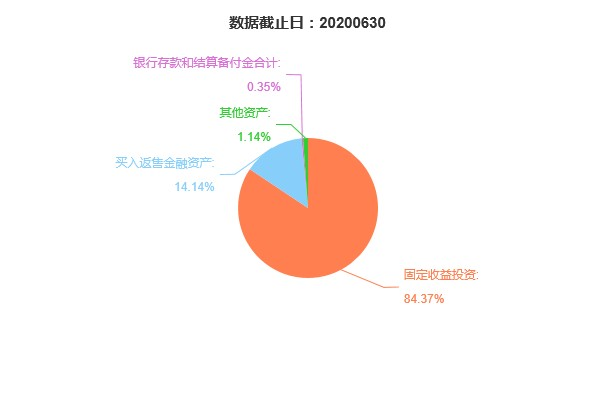 数据截止日：20200630
银行存款和结算备付金合计:
0.35%
其他资产:
1.14%
买入返售金融资产:
14.14%
固定收益投资:
84.37%